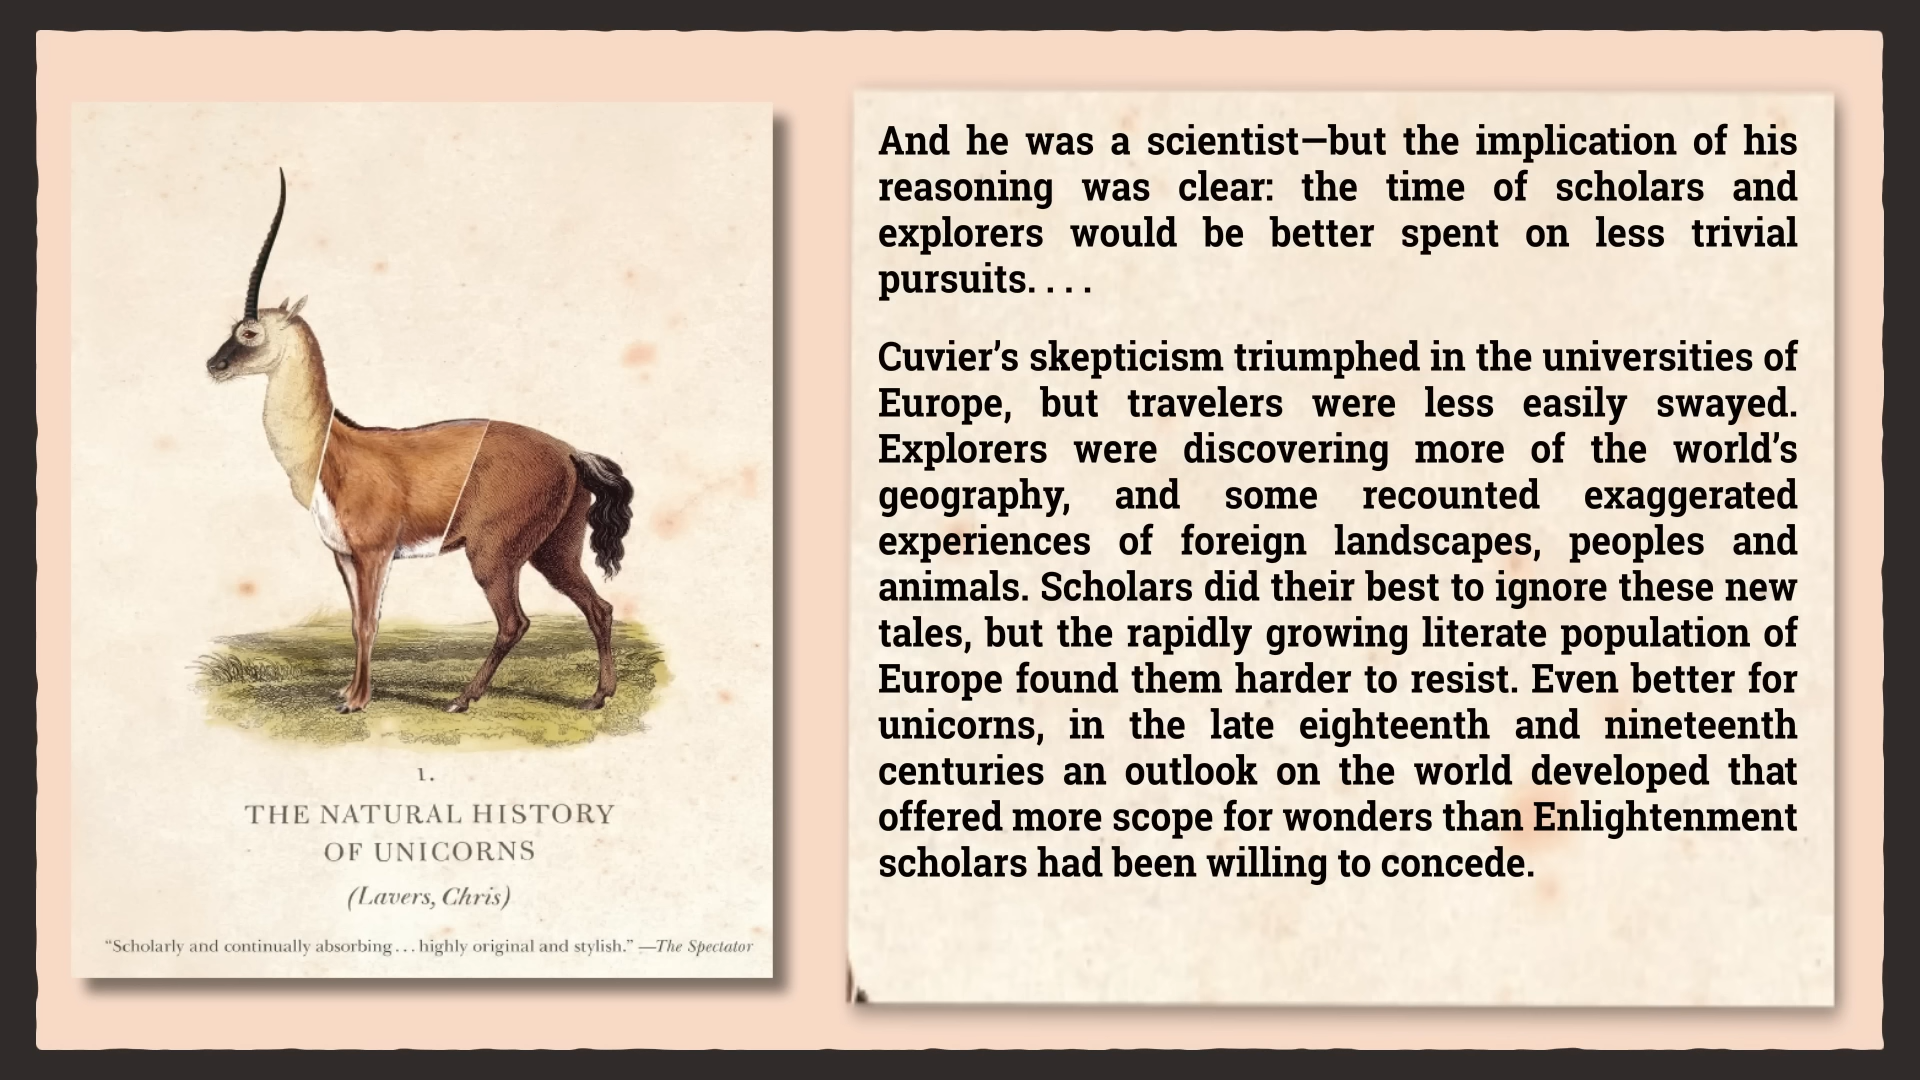 1.
THE NATURAL HISTORY
OF UNICORNS
(Lavers, Chris)
“Scholarly and continually absorbing...highly original and stylish.” —The Spectator
And he was a scientist—but the implication of his
reasoning was clear: the time of scholars and
explorers would be better spent on less trivial
pursuits. . . .
Cuvier’s skepticism triumphed in the universities of
Europe, but travelers were less easily swayed.
Explorers were discovering more of the world’s
geography, and some recounted exaggerated
experiences of foreign landscapes, peoples and
animals. Scholars did their best to ignore these new
tales, but the rapidly growing literate population of
Europe found them harder to resist. Even better for
unicorns, in the late eighteenth and nineteenth
centuries an outlook on the world developed that
offered more scope for wonders than Enlightenment
scholars had been willing to concede.